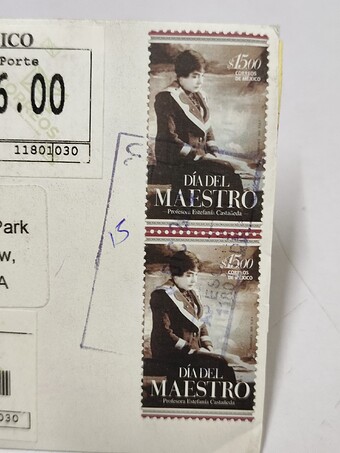 ICO
Porte
6.00
11801030
Park
w,
A
030
15
$15.00
CORREOS
DE MÉXICO
DÍA DEL
MAESTRO
Profesora Estefanía Castañeda
$15.00
CORREOS
DE MÉXICO
DÍA DEL
MAESTRO
Profesora Estefanía Castañeda